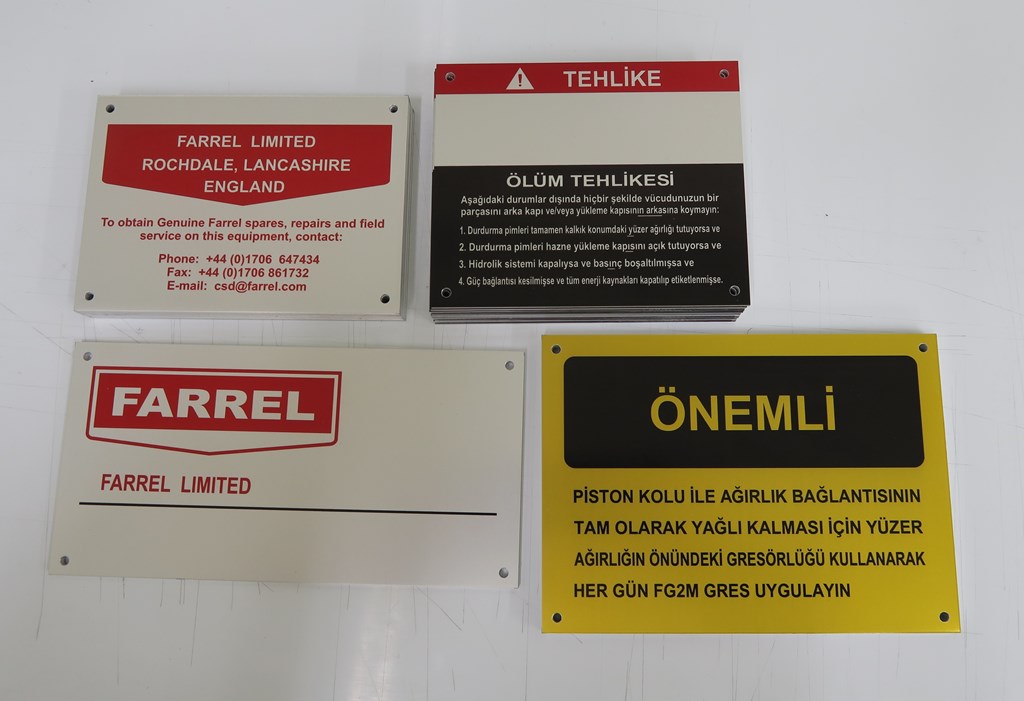 FARREL LIMITED
ROCHDALE, LANCASHIRE
ENGLAND
To obtain Genuine Farrel spares, repairs and field
service on this equipment, contact:
Phone: +44 (0)1706 647434
Fax: +44 (0)1706 861732
E-mail: csd@farrel.com
TEHLİKE
ÖLÜM TEHLİKESİ
Aşağıdaki durumlar dışında hiçbir şekilde vücudunuzun bir
parçasını arka kapı ve/veya yükleme kapısının arkasına koymayın:
1. Durdurma pimleri tamamen kalkık konumdaki yüzer ağırlığı tutuyorsa ve
2. Durdurma pimleri hazne yükleme kapısını açık tutuyorsa ve
3. Hidrolik sistemi kapalıysa ve basınç boşaltılmışsa ve
4. Güç bağlantısı kesilmişse ve tüm enerji kaynakları kapatılıp etiketlenmişse.
FARREL
FARREL LIMITED
ÖNEMLİ
PİSTON KOLU İLE AĞIRLIK BAĞLANTISININ
TAM OLARAK YAĞLI KALMASI İÇİN YÜZER
AĞIRLIĞIN ÖNÜNDEKİ GRESÖRLÜĞÜ KULLANARAK
HER GÜN FG2M GRES UYGULAYIN